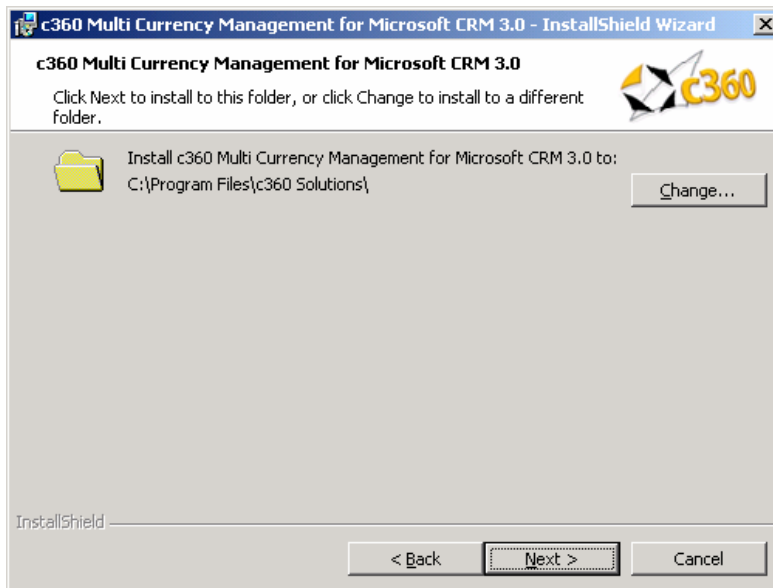 c360 Multi Currency Management for Microsoft CRM 3.0 - InstallShield Wizard
c360 Multi Currency Management for Microsoft CRM 3.0
Click Next to install to this folder, or click Change to install to a different
folder.
c360
Install c360 Multi Currency Management for Microsoft CRM 3.0 to:
C:\Program Files\c360 Solutions\
Change...
InstallShield
< Back
Next >
Cancel